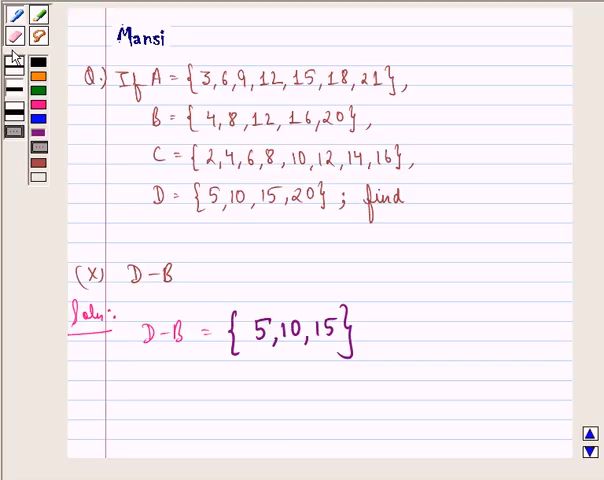 Mansi
Q.) If A = {3,6,9,12,15,18,21},
B = {4,8,12,16,20},
C = {2,4,6,8,10,12,14,16},
D = {5,10,15,20}; find
(X) D-B
Soln:
D-B = {5,10,15}